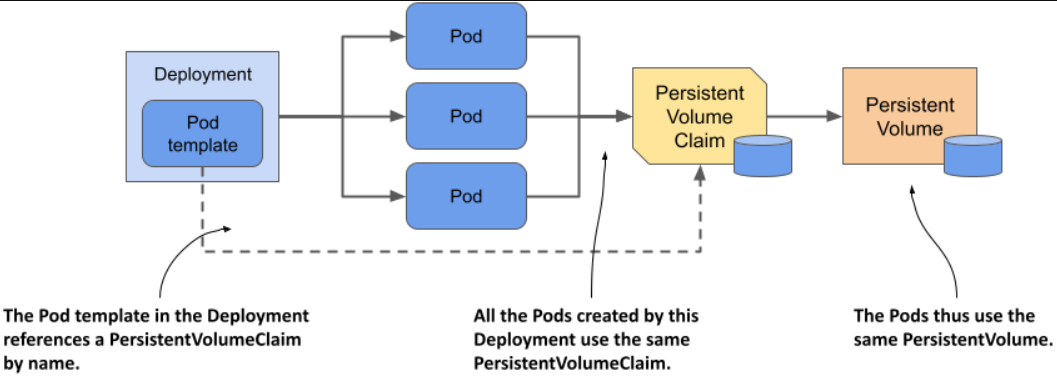 Deployment
Pod
template
Pod
Pod
Pod
Persistent
Volume
Claim
Persistent
Volume
The Pod template in the Deployment
references a PersistentVolumeClaim
by name.
All the Pods created by this
Deployment use the same
PersistentVolumeClaim.
The Pods thus use the
same PersistentVolume.